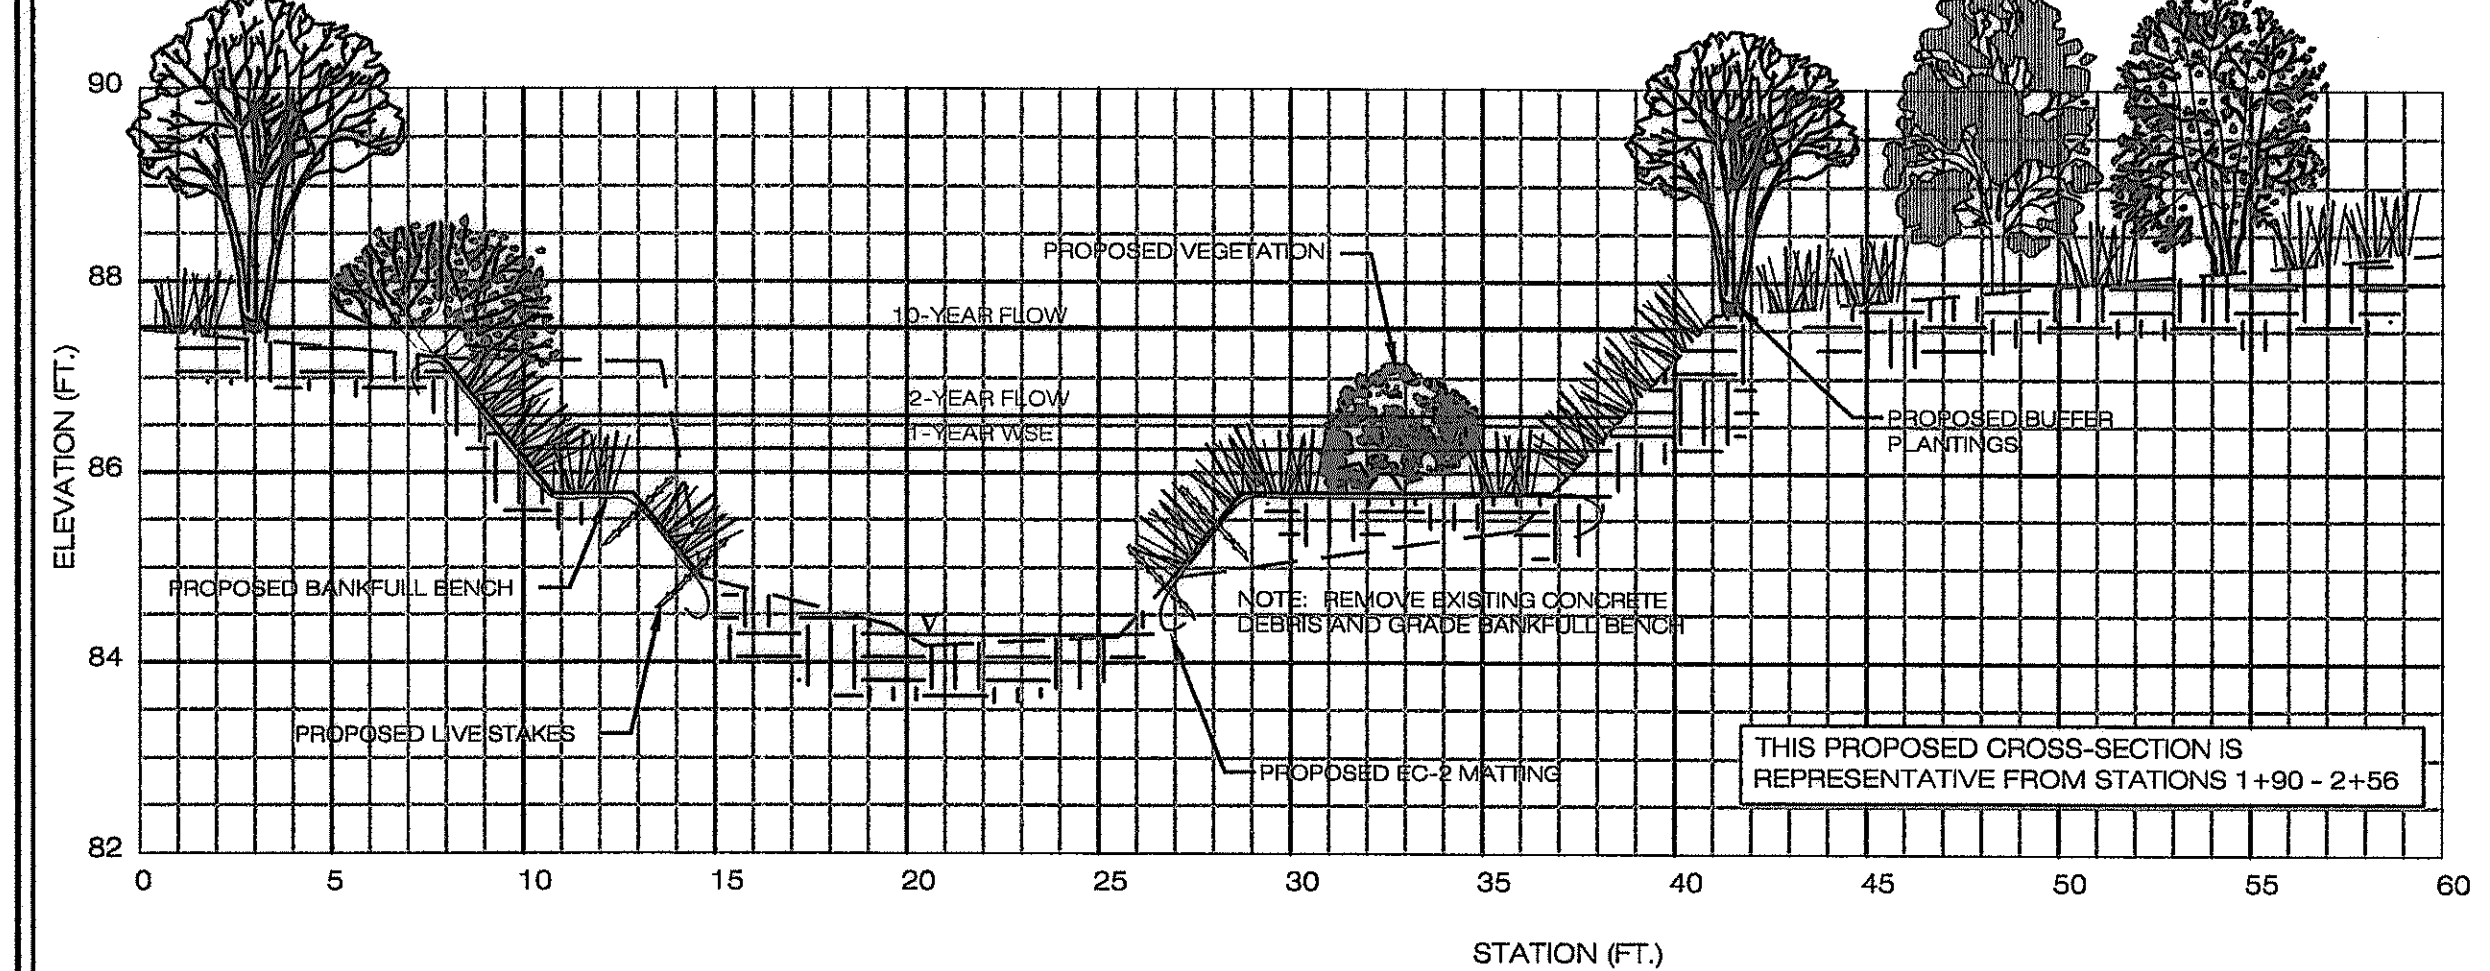 90
88
PROPOSED VEGETATION
10-YEAR FLOW
2-YEAR FLOW
1-YEAR WSE
PROPOSED BUFFER
PLANTINGS
86
ELEVATION (FT.)
PROPOSED BANKFULL BENCH
NOTE: REMOVE EXISTING CONCRETE
DEBRIS AND GRADE BANKFULL BENCH
84
PROPOSED LIVE STAKES
PROPOSED EC-2 MATTING
THIS PROPOSED CROSS-SECTION IS
REPRESENTATIVE FROM STATIONS 1+90 - 2+56
82
0 5 10 15 20 25 30 35 40 45 50 55 60
STATION (FT.)